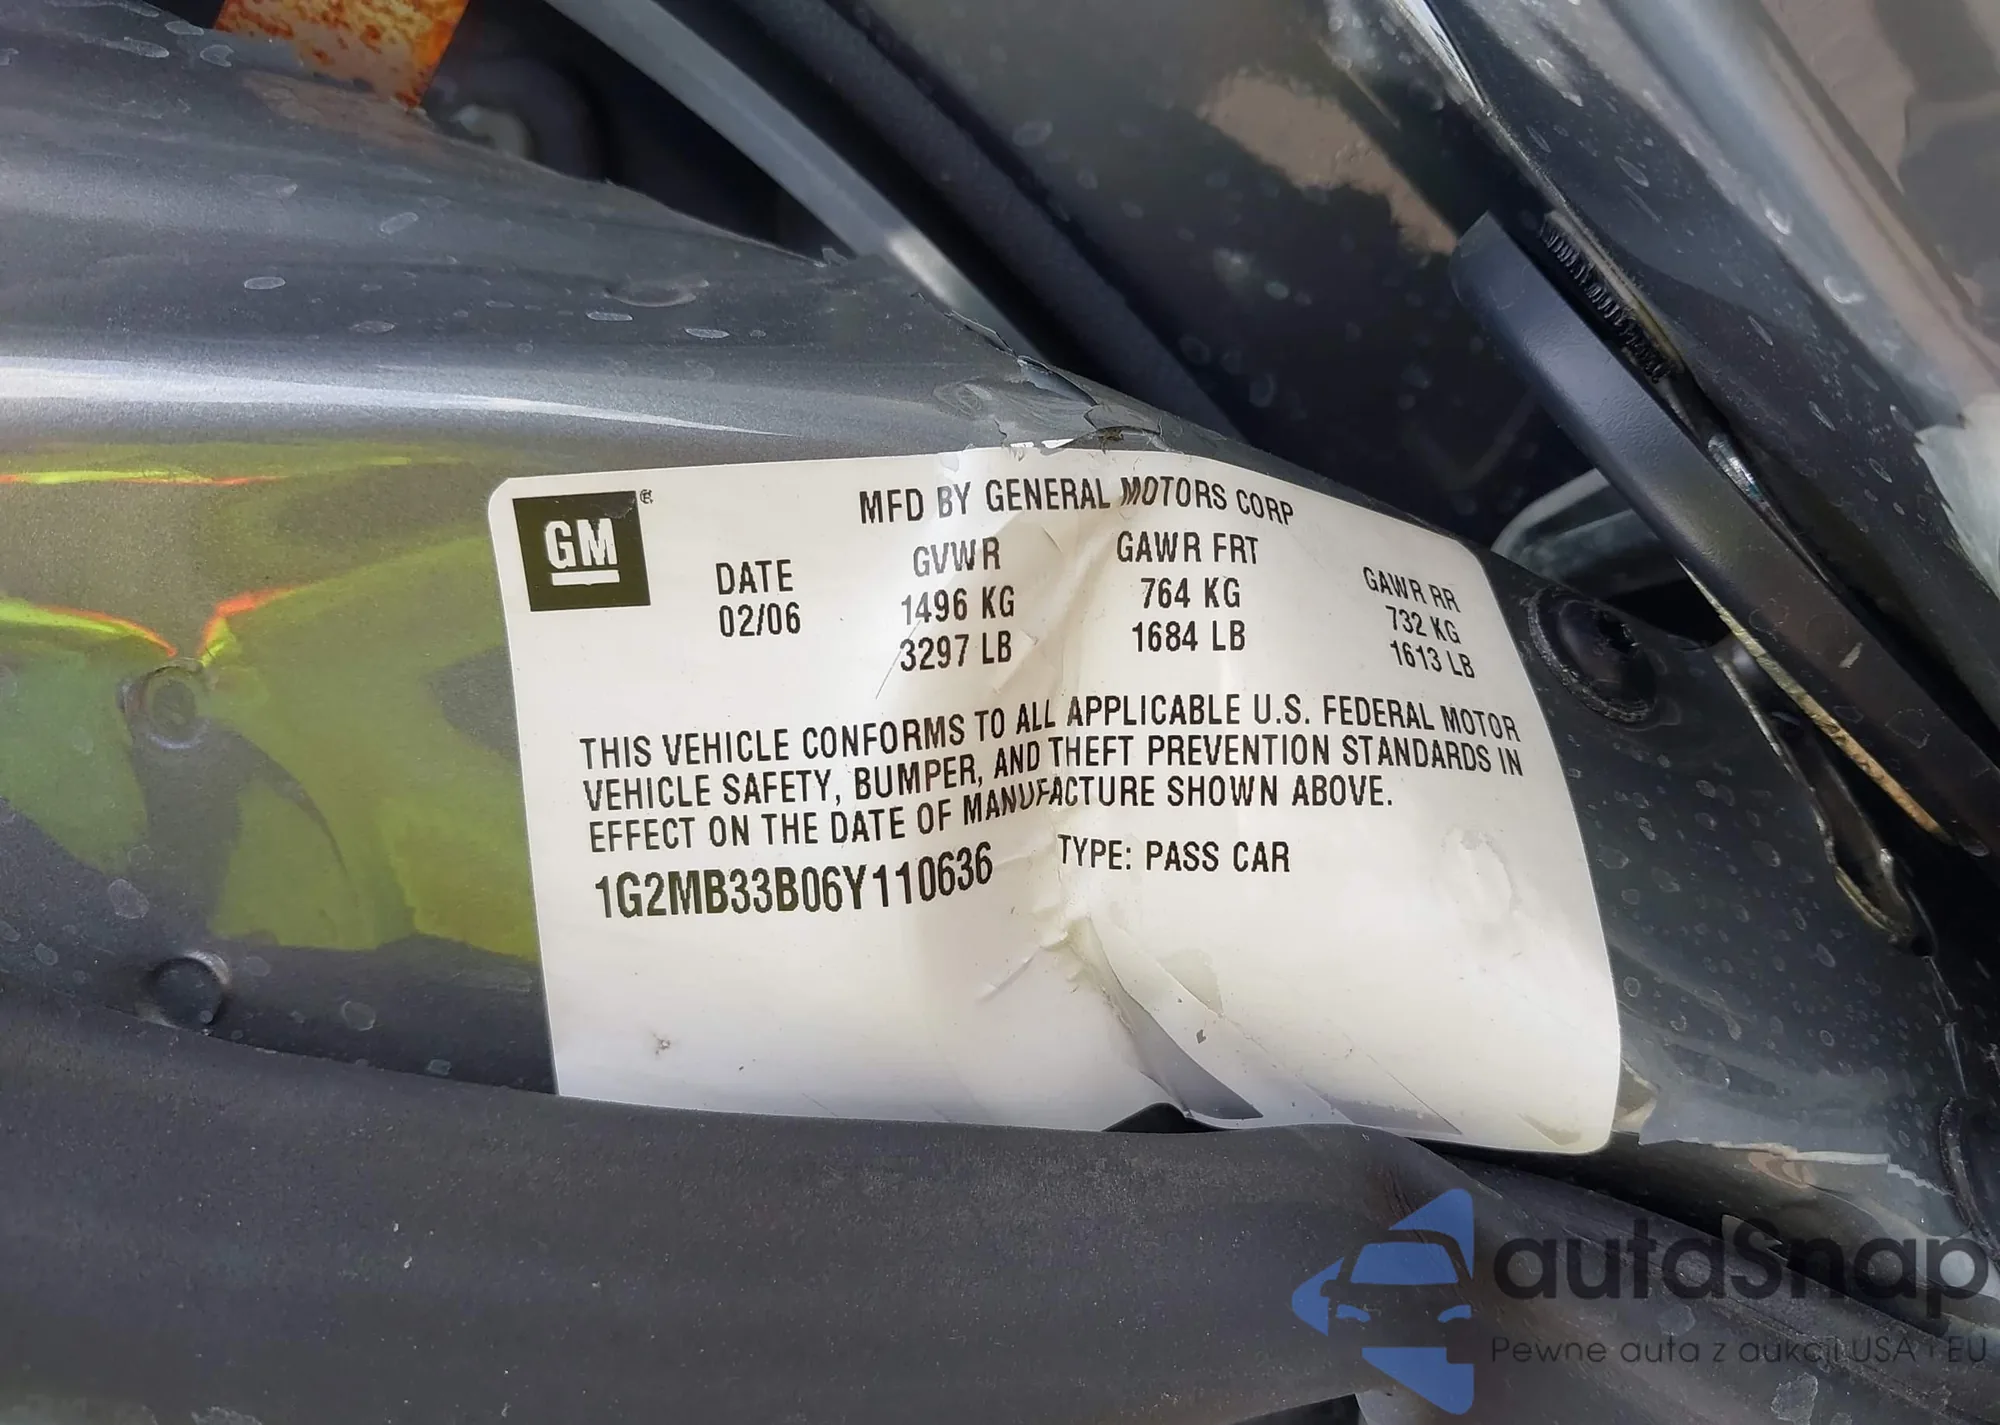 GM ®
MFD BY GENERAL MOTORS CORP
DATE GVWR GAWR FRT GAWR RR
02/06 1496 KG 764 KG 732 KG
3297 LB 1684 LB 1613 LB
THIS VEHICLE CONFORMS TO ALL APPLICABLE U.S. FEDERAL MOTOR
VEHICLE SAFETY, BUMPER, AND THEFT PREVENTION STANDARDS IN
EFFECT ON THE DATE OF MANUFACTURE SHOWN ABOVE.
1G2MB33B06Y110636 TYPE: PASS CAR
autaSnap
Pewne auta z aukcji USA i EU